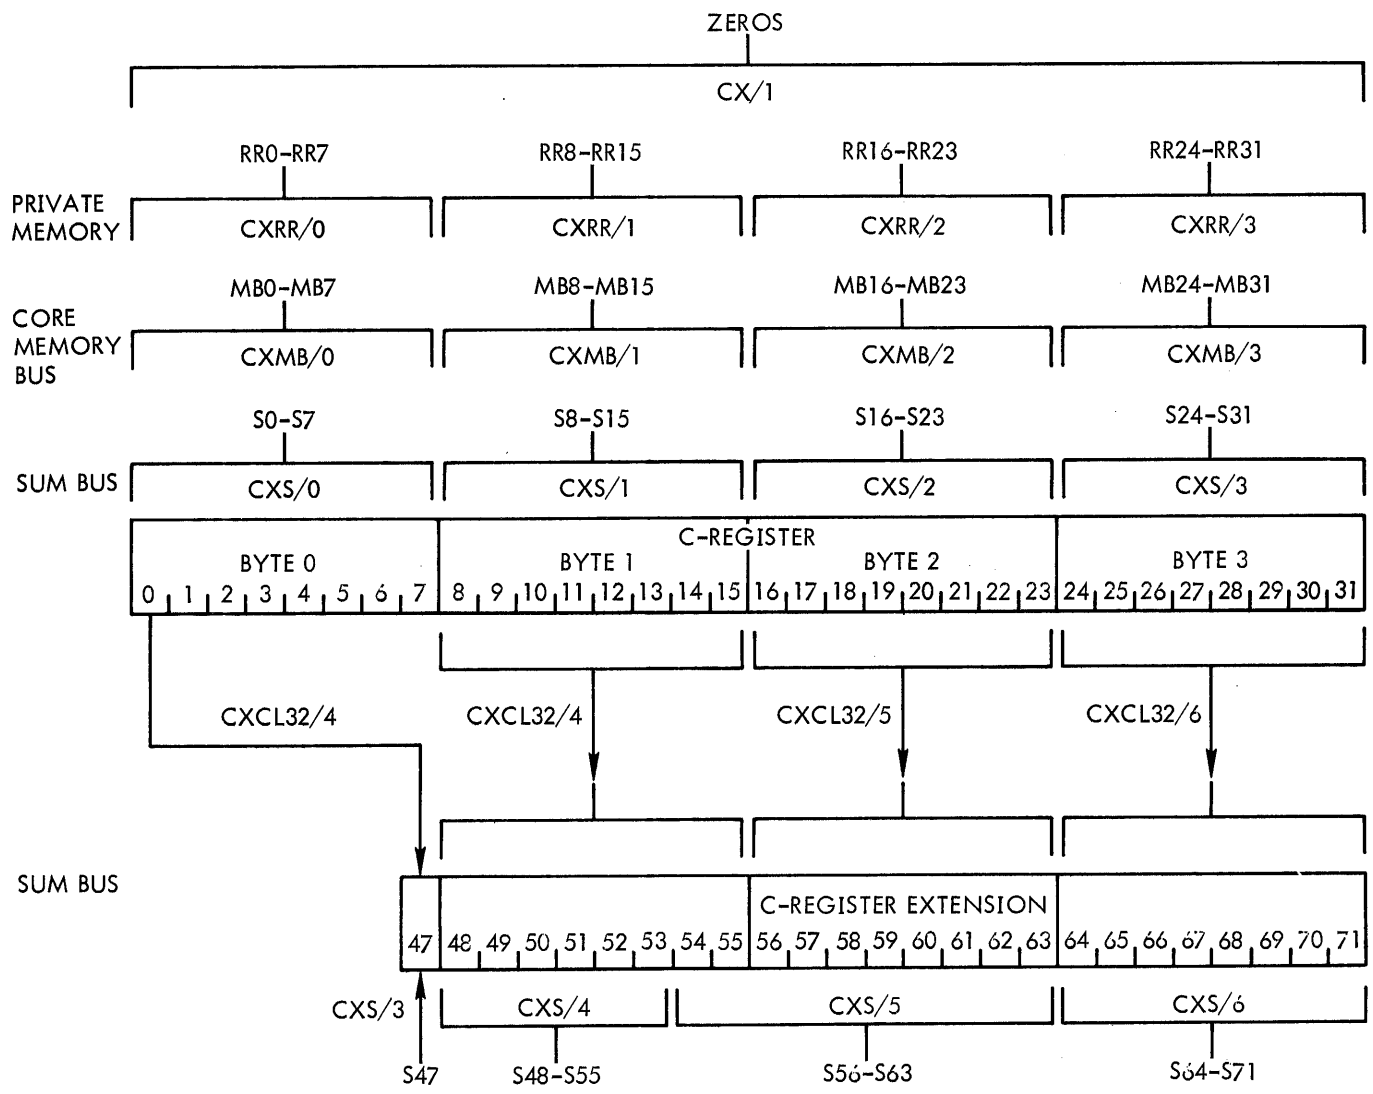 ZEROS
CX/1
RR0-RR7 RR8-RR15 RR16-RR23 RR24-RR31
PRIVATE
MEMORY
CXRR/0 CXRR/1 CXRR/2 CXRR/3
MB0-MB7 MB8-MB15 MB16-MB23 MB24-MB31
CORE
MEMORY
BUS
CXMB/0 CXMB/1 CXMB/2 CXMB/3
S0-S7 S8-S15 S16-S23 S24-S31
SUM BUS
CXS/0 CXS/1 CXS/2 CXS/3
C-REGISTER
BYTE 0 BYTE 1 BYTE 2 BYTE 3
0 1 2 3 4 5 6 7 8 9 10 11 12 13 14 15 16 17 18 19 20 21 22 23 24 25 26 27 28 29 30 31
CXCL32/4 CXCL32/4 CXCL32/5 CXCL32/6
SUM BUS
C-REGISTER EXTENSION
47 48 49 50 51 52 53 54 55 56 57 58 59 60 61 62 63 64 65 66 67 68 69 70 71
CXS/3 CXS/4 CXS/5 CXS/6
S47 S48-S55 S56-S63 S64-S71